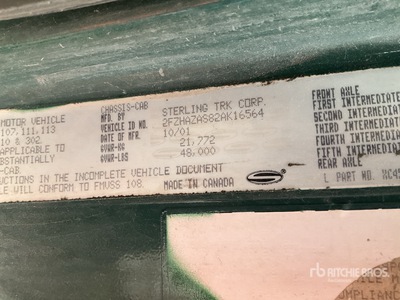 MOTOR VEHICLE
107,111,113
10 & 302.
APPLICABLE TO
BSTANTIALLY
-CAB
CHASSIS-CAB
MFD. BY STERLING TRK CORP.
VEHICLE ID NO. 2FZHAZAS82AK16564
DATE OF MFR. 10/01
GVWR-KG 21,772
GVWR-LBS 48,000
UCTIONS IN THE INCOMPLETE VEHICLE DOCUMENT
LE WILL CONFORM TO FMVSS 108. MADE IN CANADA
FRONT AXLE
FIRST INTERMEDIATE
SECOND INTERMEDIATE
THIRD INTERMEDIATE
FOURTH INTERMEDIATE
FIFTH INTERMEDIATE
REAR AXLE
L PART NO.
rb RITCHIE BROS.